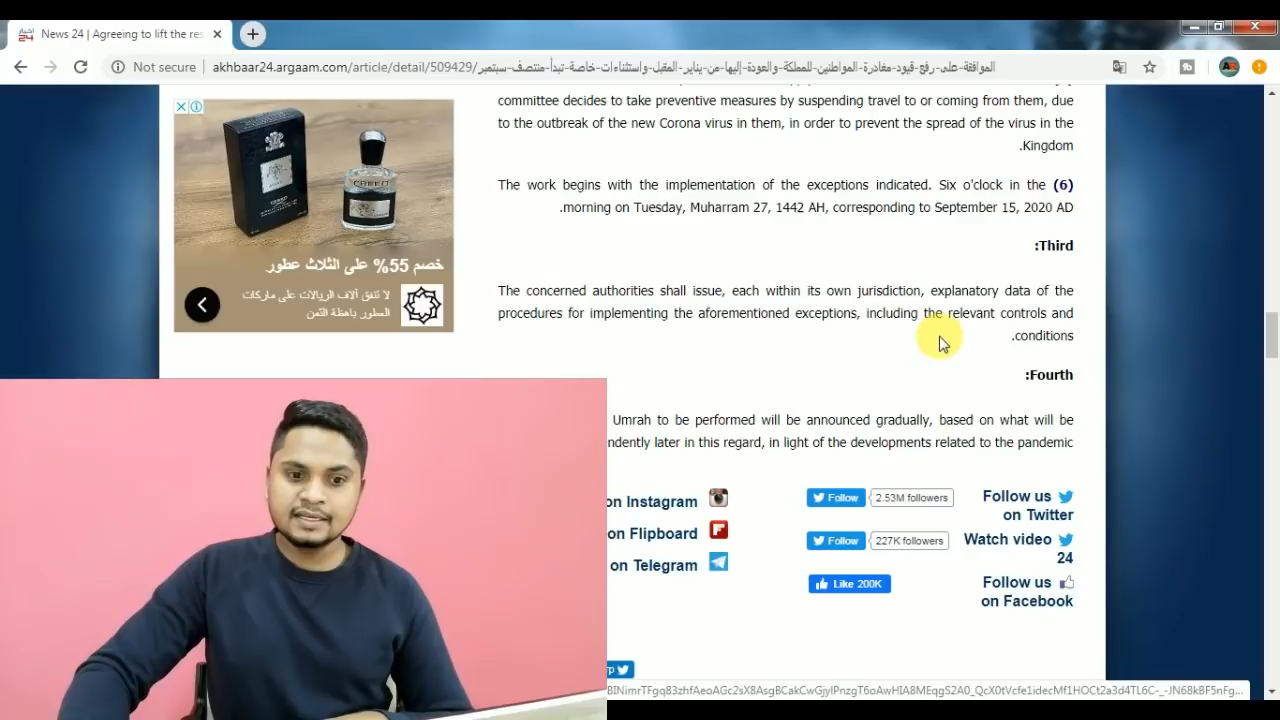 News 24 | Agreeing to lift the res
Not secure
akhbaar24.argaam.com/article/detail/509429/الموافقة-على-رفع-قيود-مغادرة-المواطنين-للمملكة-والعودة-إليها-من-يناير-المقبل-واستثناءات-خاصة-تبدأ-منتصف-سبتمبر
committee decides to take preventive measures by suspending travel to or coming from them, due
to the outbreak of the new Corona virus in them, in order to prevent the spread of the virus in the
.Kingdom
The work begins with the implementation of the exceptions indicated. Six o'clock in the (6)
.morning on Tuesday, Muharram 27, 1442 AH, corresponding to September 15, 2020 AD
:Third
The concerned authorities shall issue, each within its own jurisdiction, explanatory data of the
procedures for implementing the aforementioned exceptions, including the relevant controls and
.conditions
:Fourth
Umrah to be performed will be announced gradually, based on what will be
ndently later in this regard, in light of the developments related to the pandemic
CREED
خصم 55% على الثلاث عطور
لا تنفق آلاف الريالات على ماركات
العطور باهظة الثمن
on Instagram
on Flipboard
on Telegram
Follow 2.53M followers
Follow us
on Twitter
Follow 227K followers
Watch video
24
Like 200K
Follow us
on Facebook